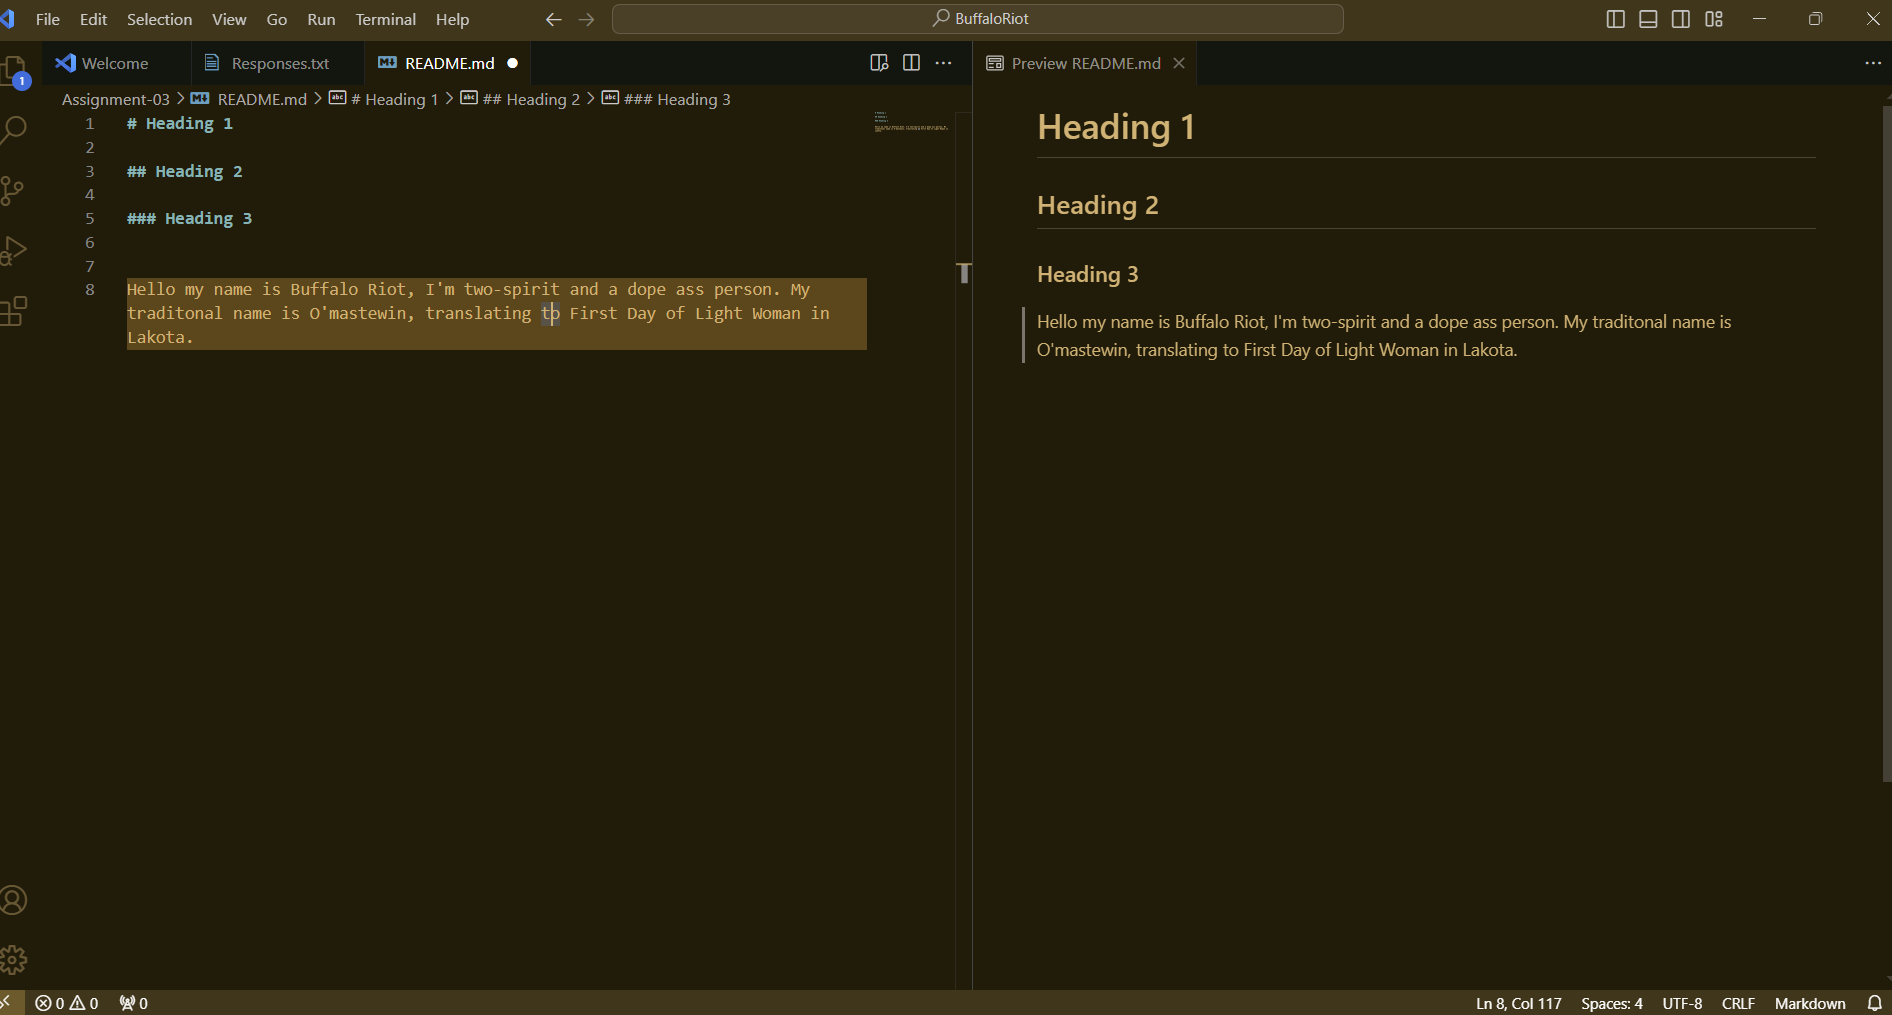 File Edit Selection View Go Run Terminal Help
BuffaloRiot
1
Welcome
Responses.txt
README.md
Assignment-03 > README.md > # Heading 1 > ## Heading 2 > ### Heading 3
1 # Heading 1
2
3 ## Heading 2
4
5 ### Heading 3
6
7
8 Hello my name is Buffalo Riot, I'm two-spirit and a dope ass person. My
traditonal name is O'mastewin, translating to First Day of Light Woman in
Lakota.
Preview README.md
Heading 1
Heading 2
Heading 3
Hello my name is Buffalo Riot, I'm two-spirit and a dope ass person. My traditonal name is
O'mastewin, translating to First Day of Light Woman in Lakota.
0 0 0
Ln 8, Col 117 Spaces: 4 UTF-8 CRLF Markdown